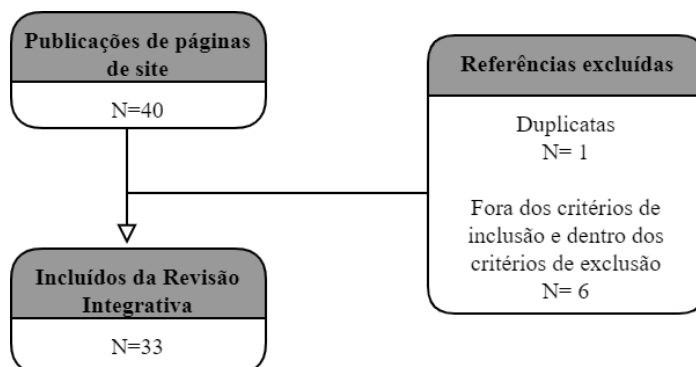 Publicações de páginas
de site
N=40
Referências excluídas
Duplicatas
N= 1
Fora dos critérios de
inclusão e dentro dos
critérios de exclusão
N= 6
Incluídos da Revisão
Integrativa
N=33